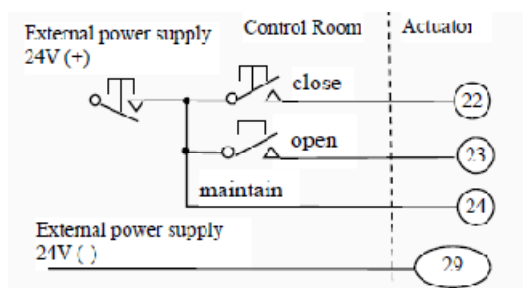 External power supply
24V (+)
Control Room
Actuator
close
22
open
23
maintain
24
External power supply
24V ( )
29